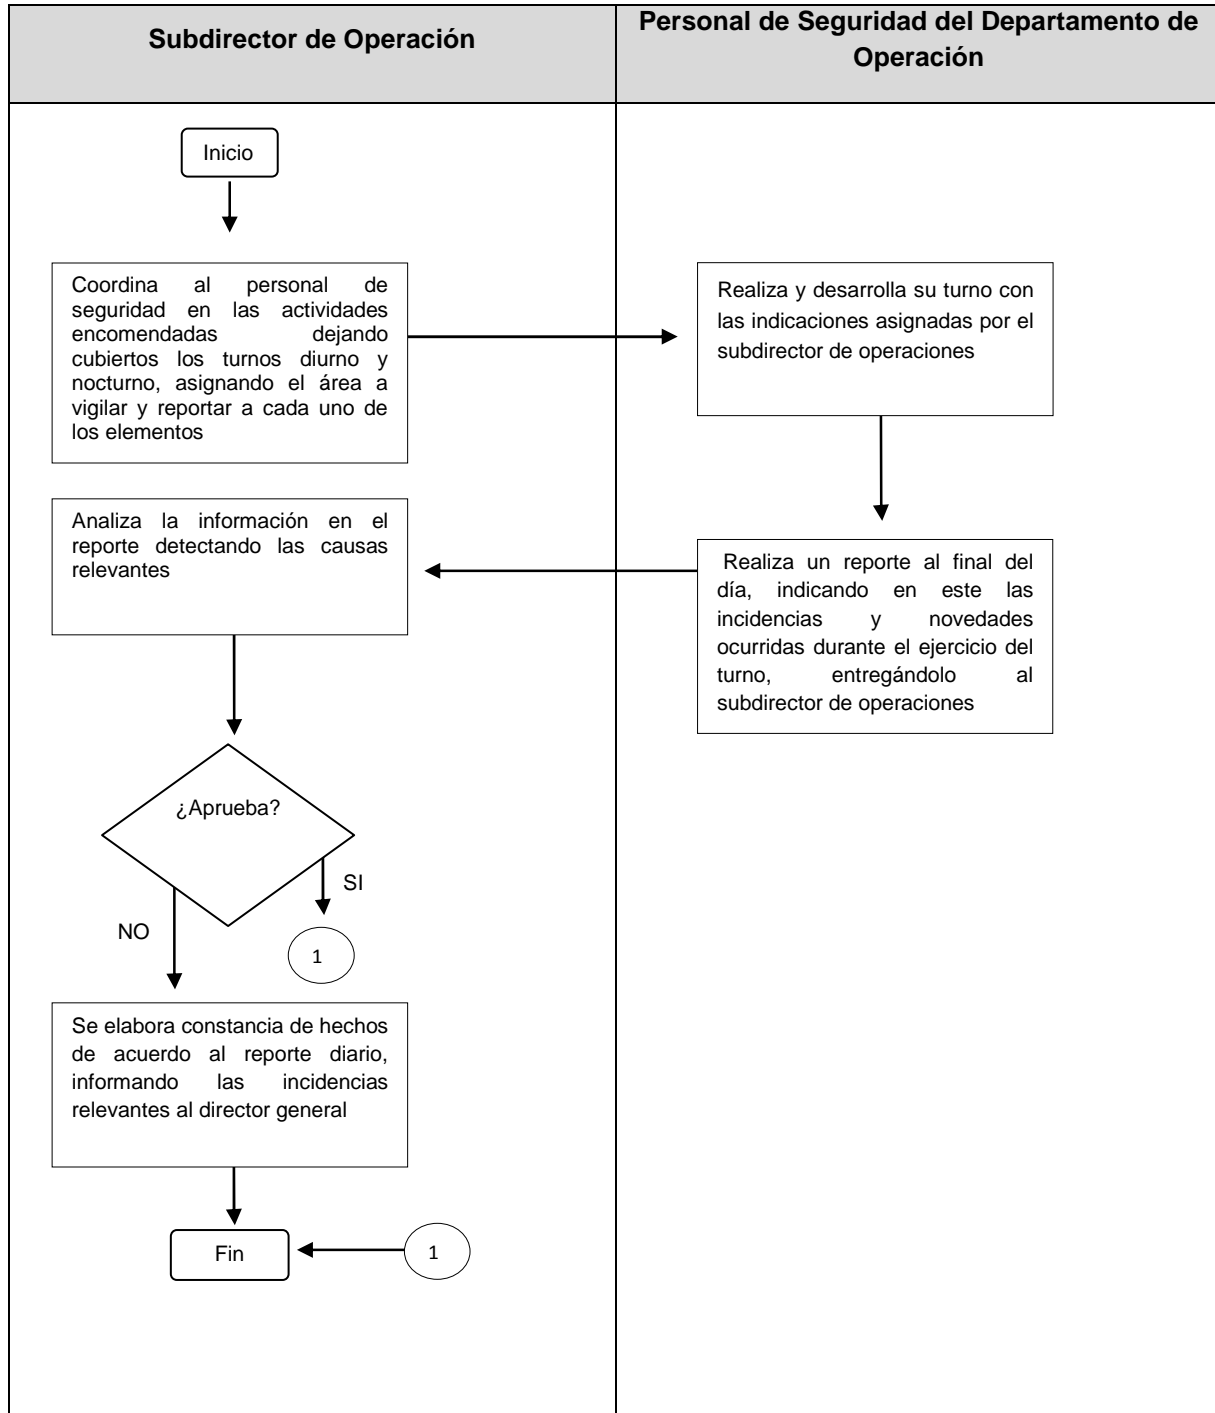 Subdirector de Operación
Personal de Seguridad del Departamento de
Operación
Inicio
Coordina al personal de
seguridad en las actividades
encomendadas dejando
cubiertos los turnos diurno y
nocturno, asignando el área a
vigilar y reportar a cada uno de
los elementos
Realiza y desarrolla su turno con
las indicaciones asignadas por el
subdirector de operaciones
Realiza un reporte al final del
día, indicando en este las
incidencias y novedades
ocurridas durante el ejercicio del
turno, entregándolo al
subdirector de operaciones
Analiza la información en el
reporte detectando las causas
relevantes
¿Aprueba?
SI
NO
1
Se elabora constancia de hechos
de acuerdo al reporte diario,
informando las incidencias
relevantes al director general
Fin
1